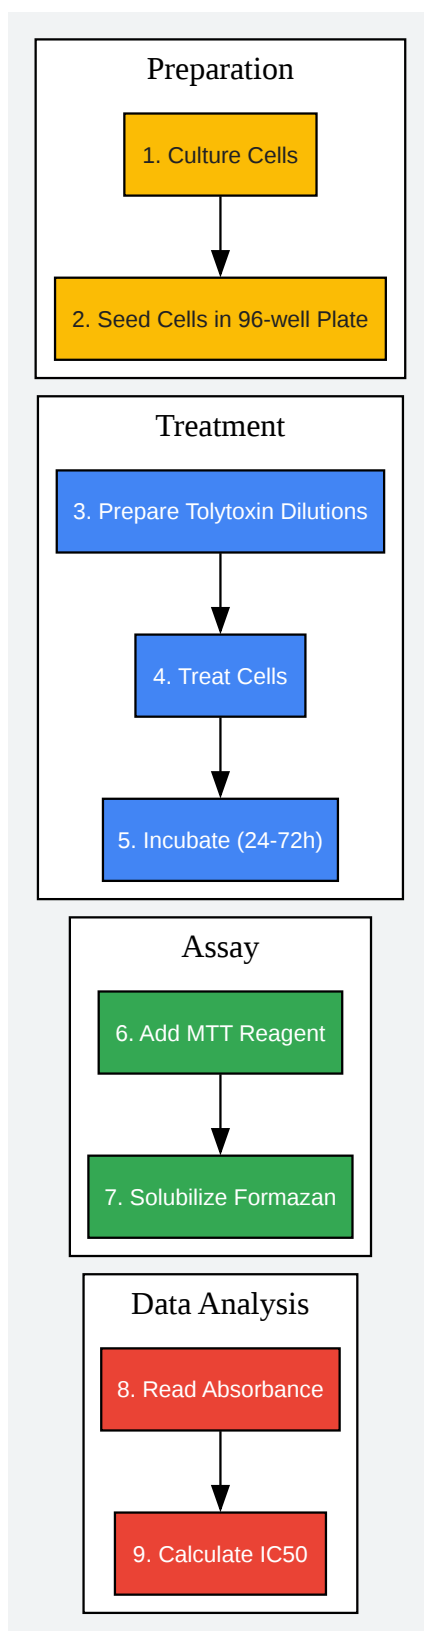 Preparation
1. Culture Cells
2. Seed Cells in 96-well Plate
Treatment
3. Prepare Tolytoxin Dilutions
4. Treat Cells
5. Incubate (24-72h)
Assay
6. Add MTT Reagent
7. Solubilize Formazan
Data Analysis
8. Read Absorbance
9. Calculate IC50